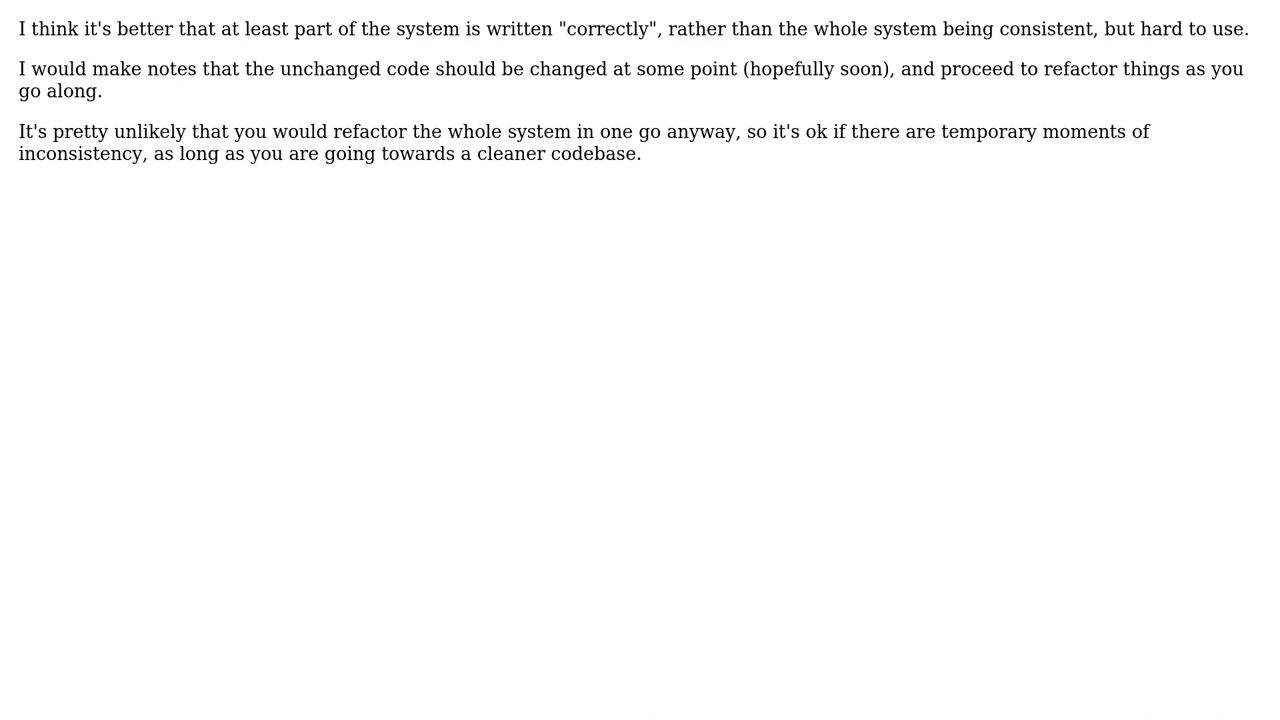 I think it's better that at least part of the system is written "correctly", rather than the whole system being consistent, but hard to use.
I would make notes that the unchanged code should be changed at some point (hopefully soon), and proceed to refactor things as you
go along.
It's pretty unlikely that you would refactor the whole system in one go anyway, so it's ok if there are temporary moments of
inconsistency, as long as you are going towards a cleaner codebase.